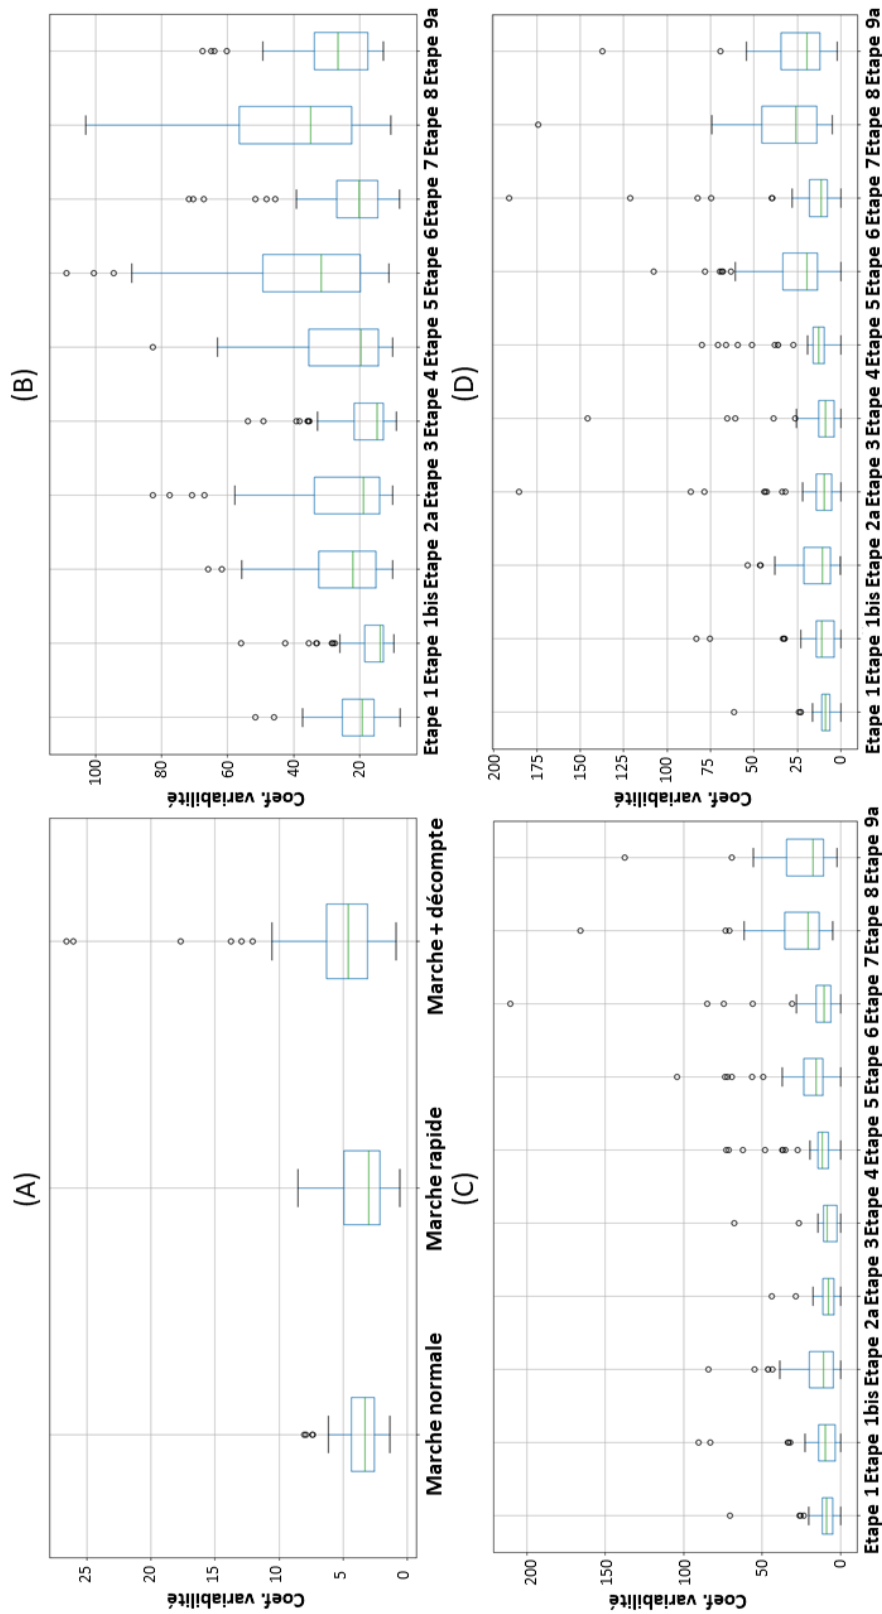 (A)
Coef. variabilité
25
20
15
10
5
0
Marche normale
Marche rapide
Marche + décompte
(B)
Coef. variabilité
100
80
60
40
20
Etape 1 Etape 1bis Etape 2a Etape 3 Etape 4 Etape 5 Etape 6 Etape 7 Etape 8 Etape 9a
(C)
Coef. variabilité
200
150
100
50
0
Etape 1 Etape 1bis Etape 2a Etape 3 Etape 4 Etape 5 Etape 6 Etape 7 Etape 8 Etape 9a
(D)
Coef. variabilité
200
175
150
125
100
75
50
25
0
Etape 1 Etape 1bis Etape 2a Etape 3 Etape 4 Etape 5 Etape 6 Etape 7 Etape 8 Etape 9a